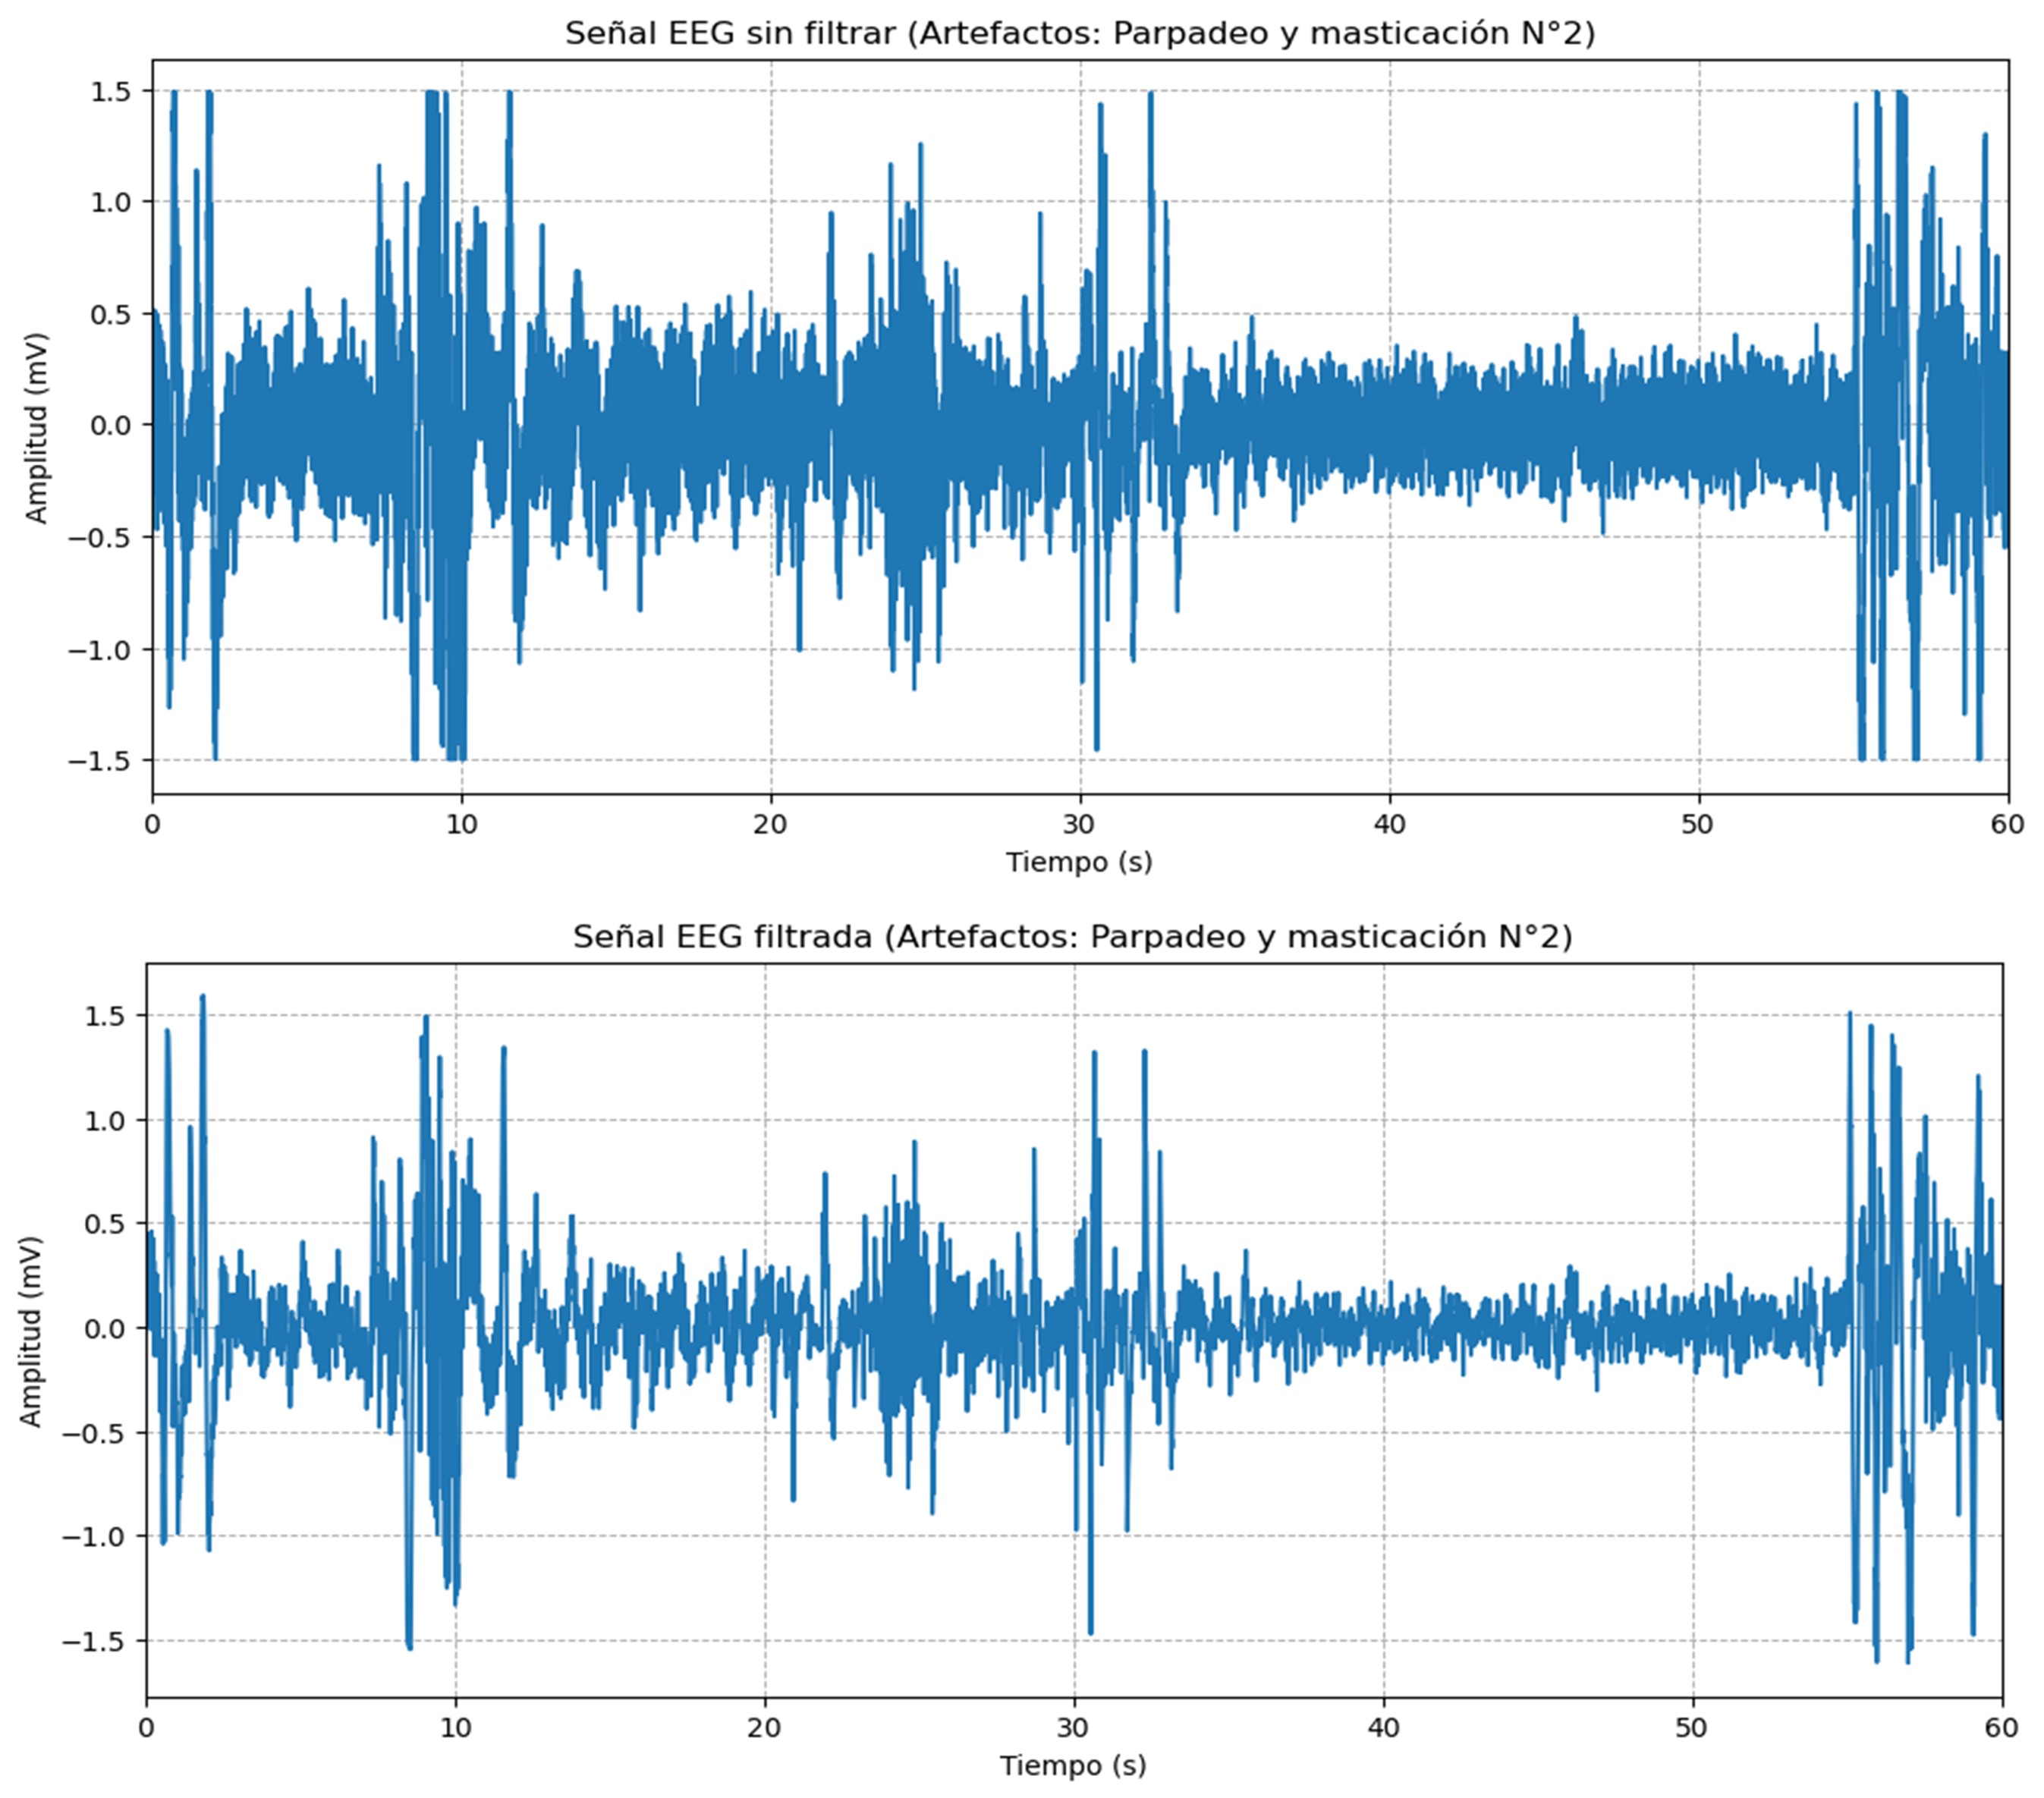 Señal EEG sin filtrar (Artefactos: Parpadeo y masticación N°2)
1.5
1.0
0.5
0.0
−0.5
−1.0
−1.5
Amplitud (mV)
0 10 20 30 40 50 60
Tiempo (s)
Señal EEG filtrada (Artefactos: Parpadeo y masticación N°2)
1.5
1.0
0.5
0.0
−0.5
−1.0
−1.5
Amplitud (mV)
0 10 20 30 40 50 60
Tiempo (s)